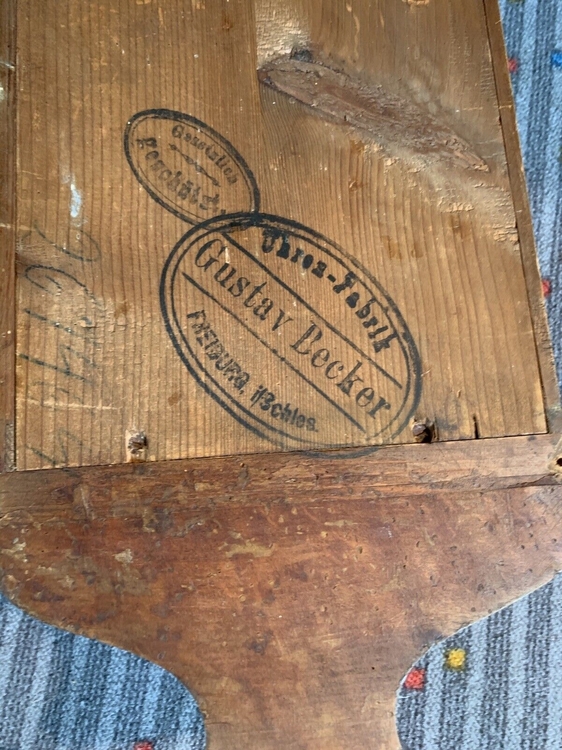 Gesetzlich
Geschützt.
Uhren-Fabrik
Gustav Becker
FREIBURG, i/Schles.